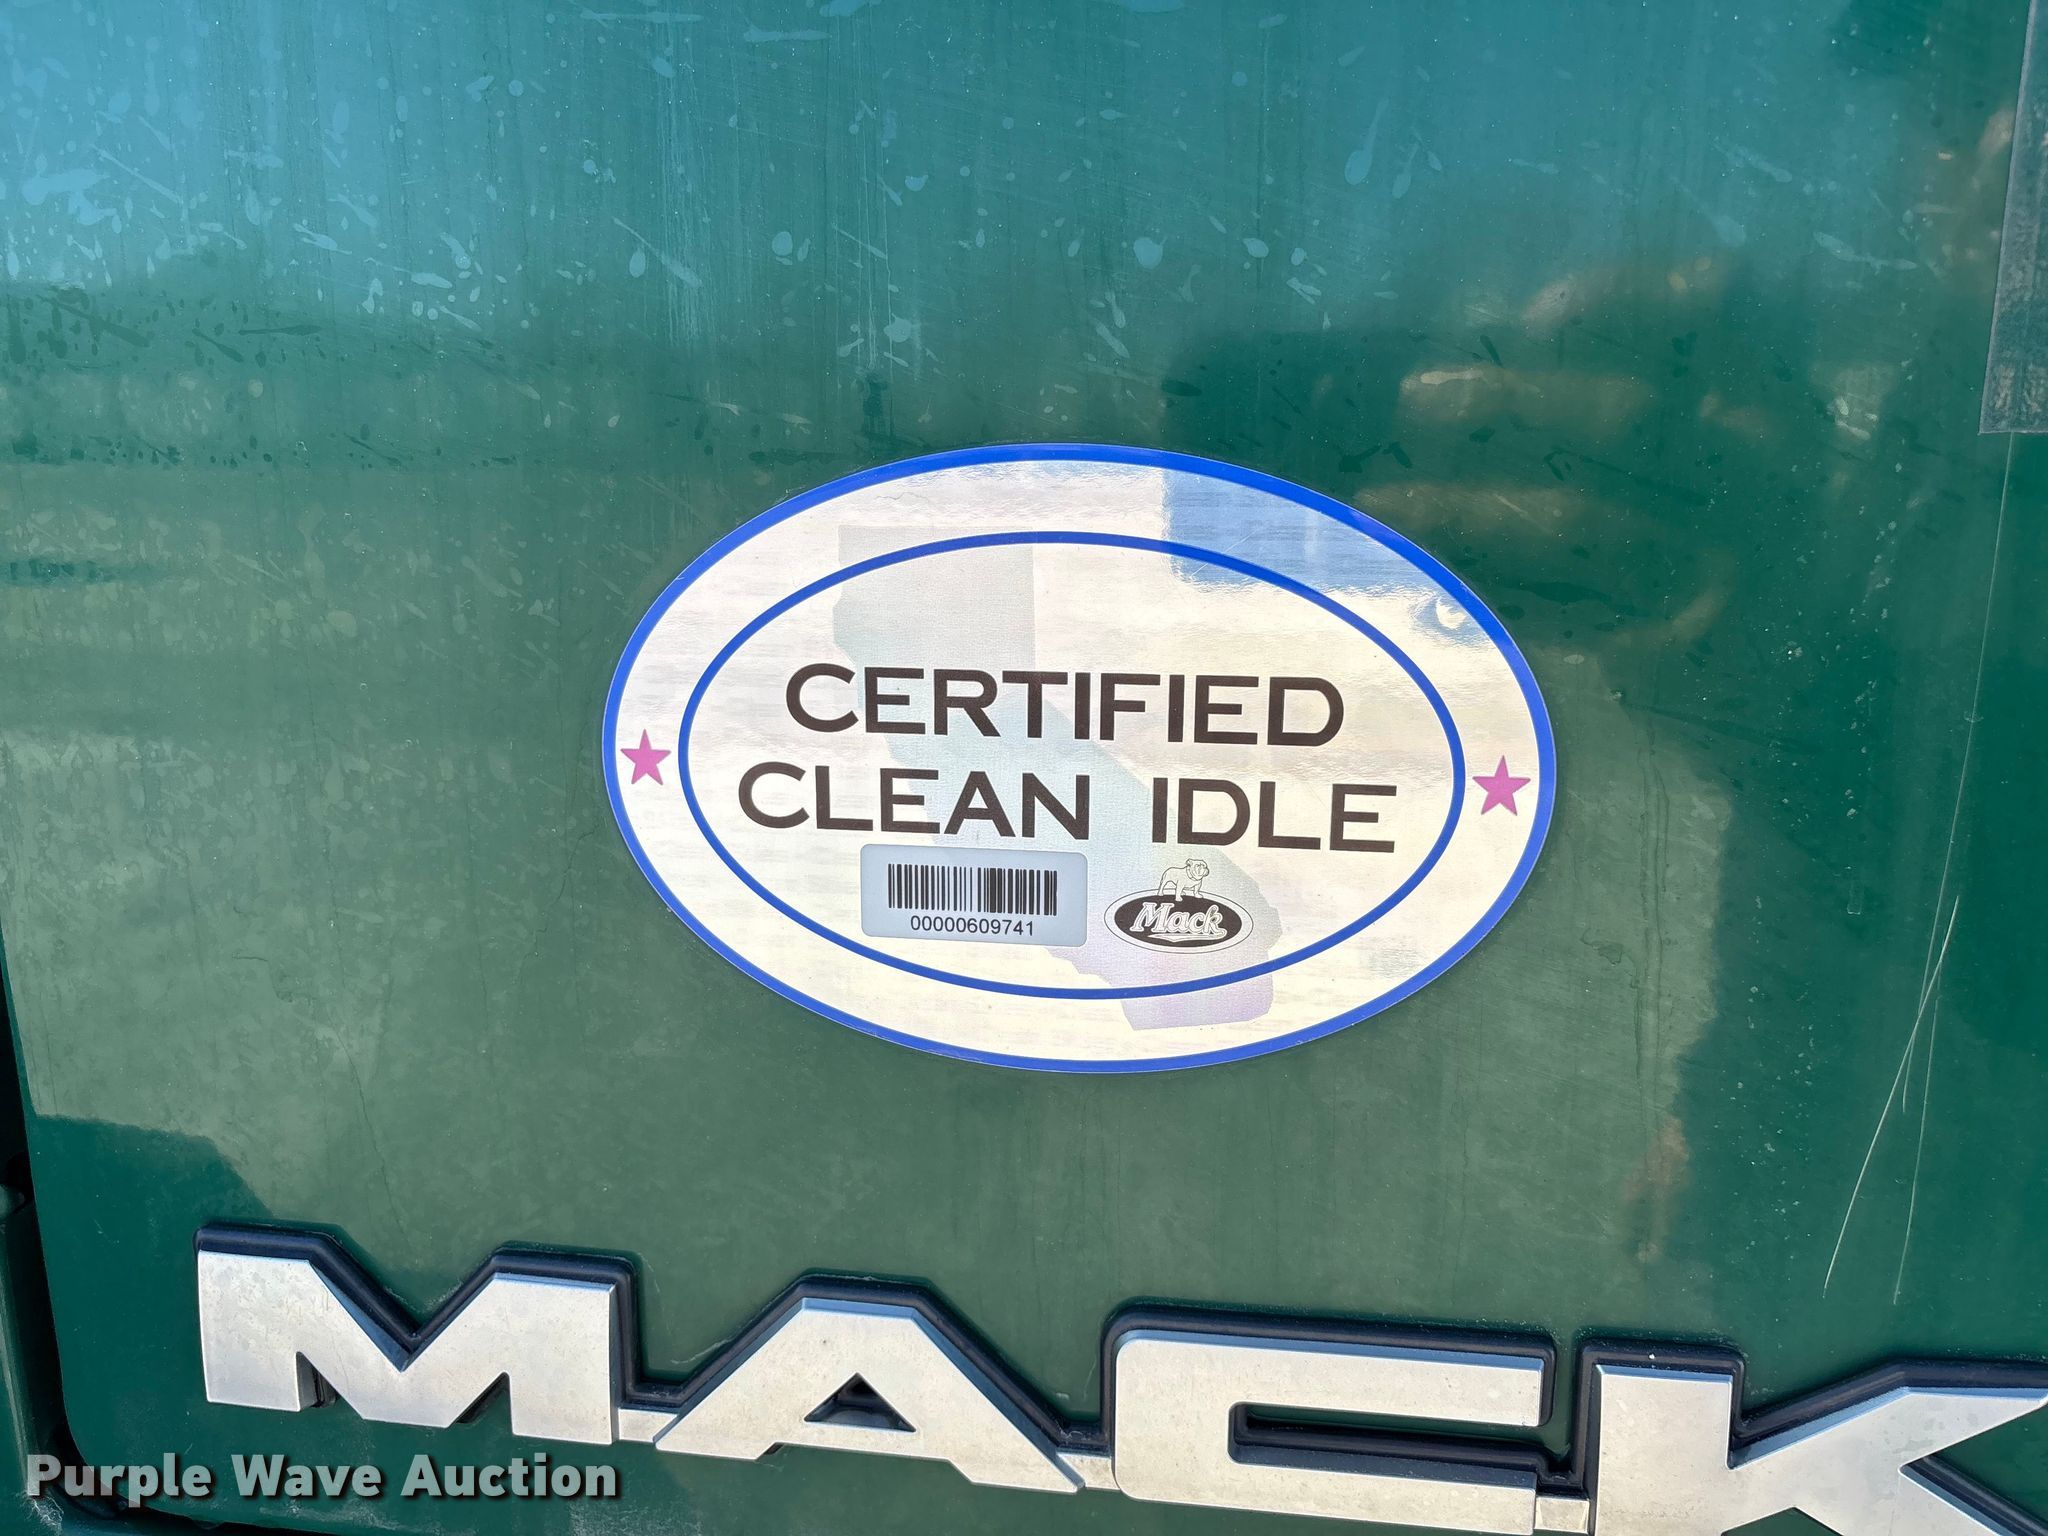 CERTIFIED
CLEAN IDLE
00000609741
Mack
MACK
Purple Wave Auction